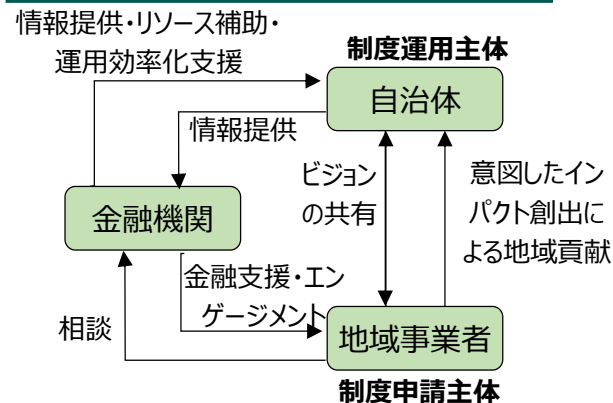 情報提供・リソース補助・
運用効率化支援
制度運用主体
自治体
情報提供
ビジョン
の共有
意図したイン
パクト創出に
よる地域貢献
金融機関
金融支援・エン
ゲージメント
相談
地域事業者
制度申請主体